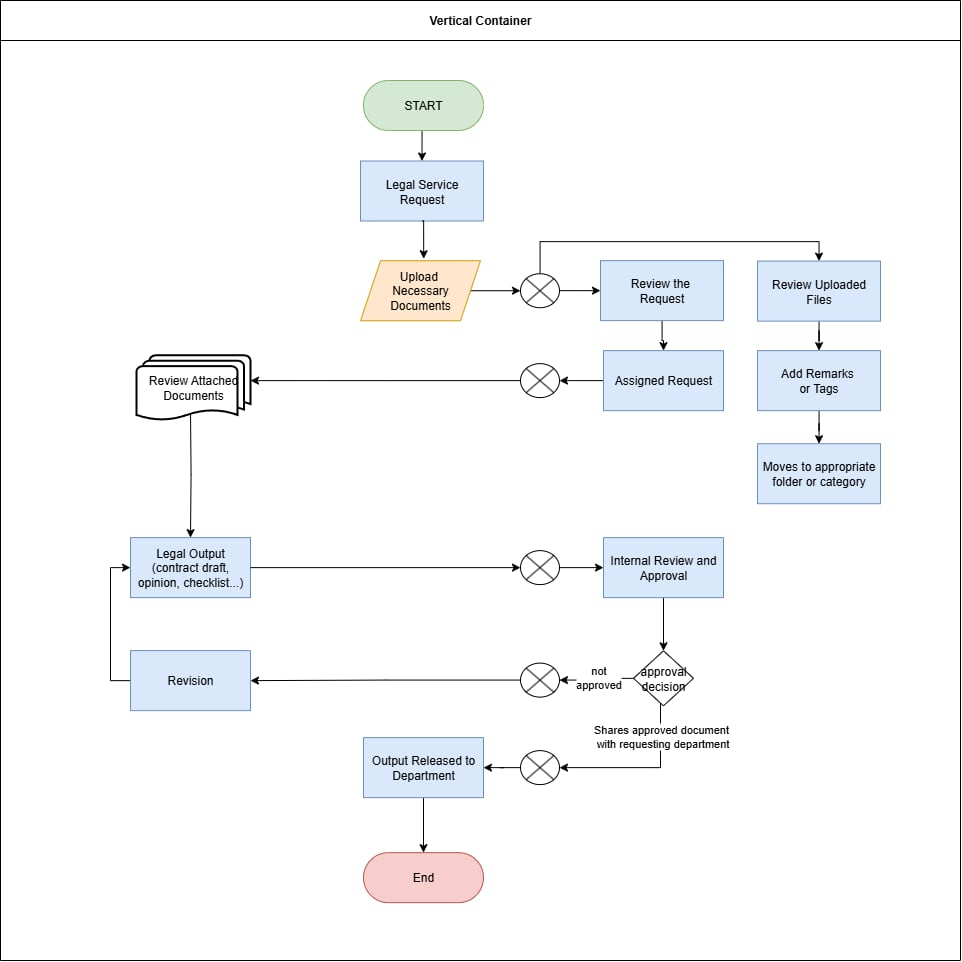 Vertical Container
START
Legal Service
Request
Upload
Necessary
Documents
Review the
Request
Review Uploaded
Files
Review Attached
Documents
Assigned Request
Add Remarks
or Tags
Moves to appropriate
folder or category
Legal Output
(contract draft,
opinion, checklist...)
Internal Review and
Approval
Revision
not
approved
approval
decision
Shares approved document
with requesting department
Output Released to
Department
End